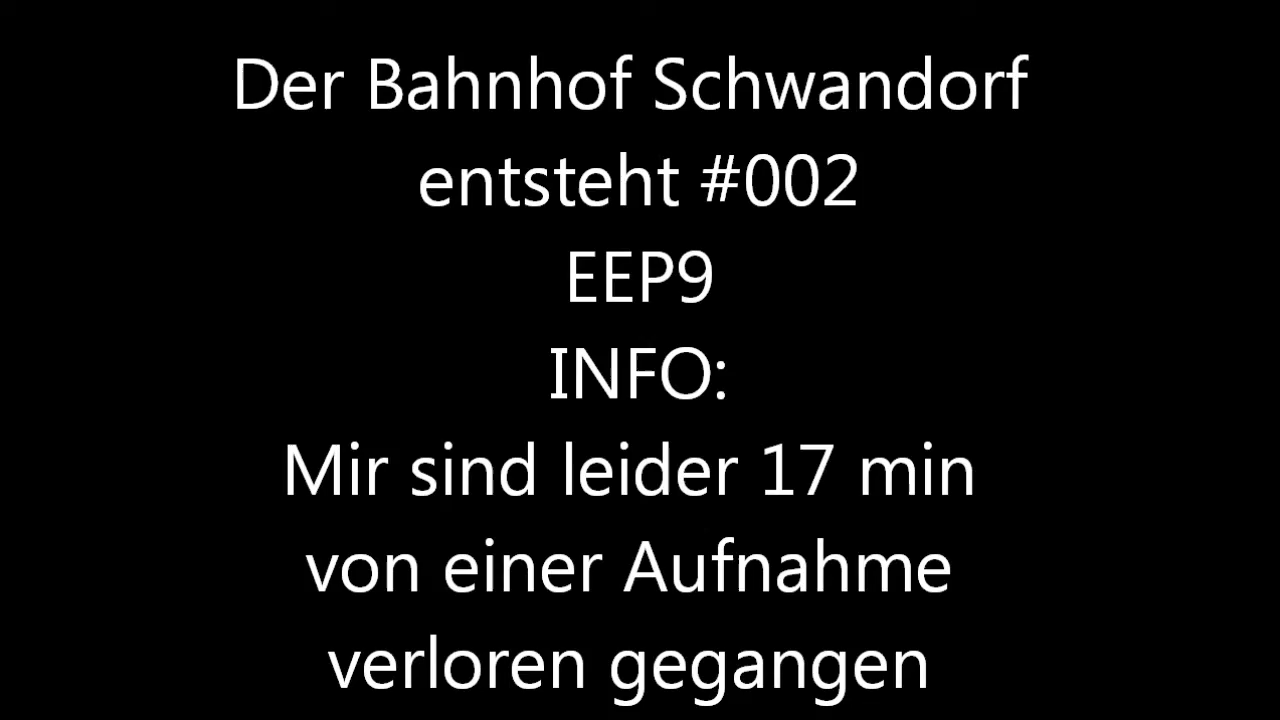 Der Bahnhof Schwandorf
entsteht #002
EEP9
INFO:
Mir sind leider 17 min
von einer Aufnahme
verloren gegangen